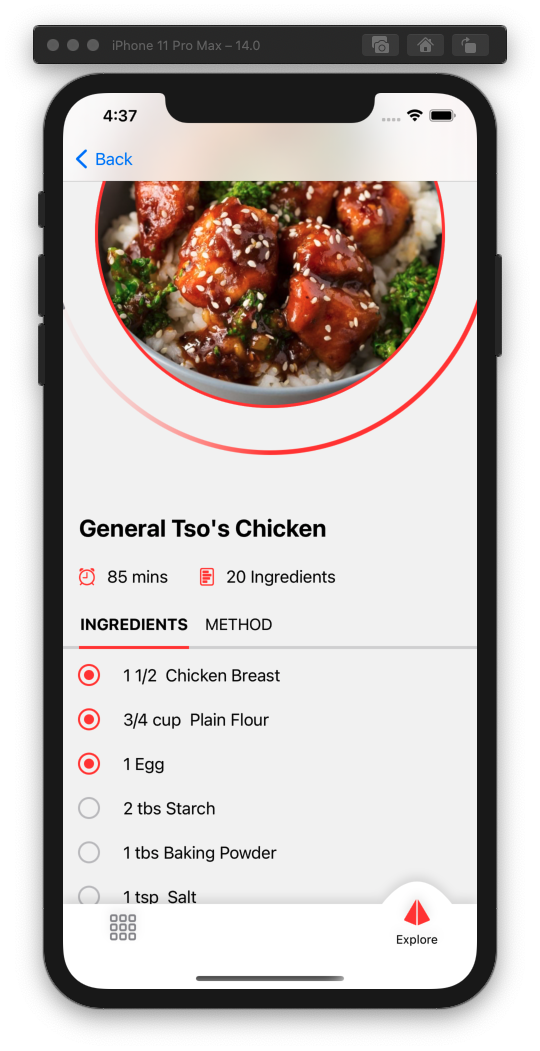 iPhone 11 Pro Max – 14.0
4:37
Back
General Tso's Chicken
85 mins 20 Ingredients
INGREDIENTS METHOD
1 1/2 Chicken Breast
3/4 cup Plain Flour
1 Egg
2 tbs Starch
1 tbs Baking Powder
1 tsp Salt
Explore